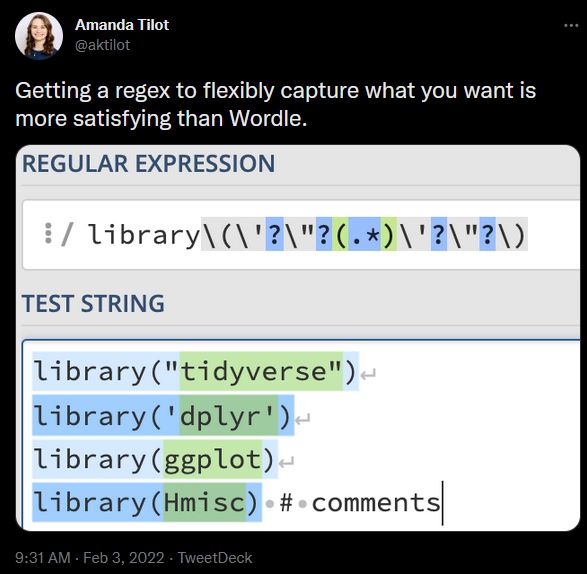 Amanda Tilot
@aktilot
Getting a regex to flexibly capture what you want is
more satisfying than Wordle.
REGULAR EXPRESSION
/ library\(\'?\"?(.*)\'?\"?\)
TEST STRING
library("tidyverse")↵
library('dplyr')↵
library(ggplot)↵
library(Hmisc)•#•comments
9:31 AM · Feb 3, 2022 · TweetDeck